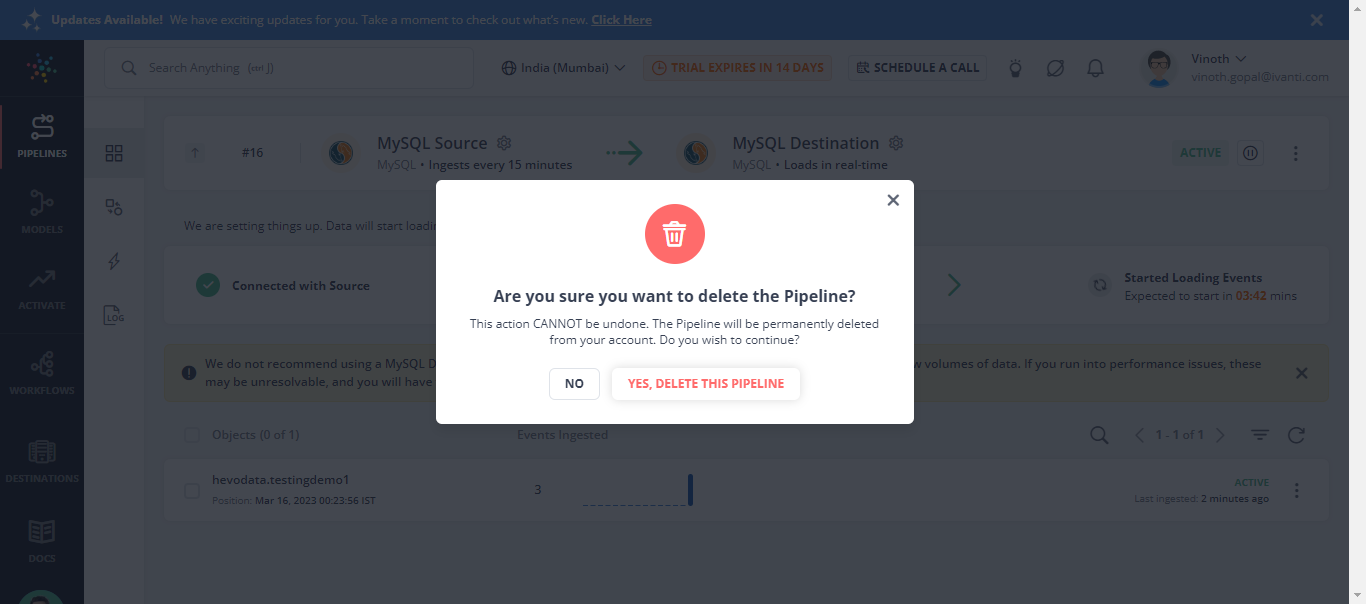 Updates Available! We have exciting updates for you. Take a moment to check out what's new. Click Here
Search Anything (ctrl J)
India (Mumbai)
TRIAL EXPIRES IN 14 DAYS
SCHEDULE A CALL
Vinoth
vinoth.gopal@ivanti.com
PIPELINES
MODELS
ACTIVATE
WORKFLOWS
DESTINATIONS
DOCS
LOG
#16
MySQL Source
MySQL • Ingests every 15 minutes
MySQL Destination
MySQL • Loads in real-time
ACTIVE
We are setting things up. Data will start loadi
Connected with Source
Started Loading Events
Expected to start in 03:42 mins
Are you sure you want to delete the Pipeline?
This action CANNOT be undone. The Pipeline will be permanently deleted
from your account. Do you wish to continue?
NO
YES, DELETE THIS PIPELINE
We do not recommend using a MySQL D
w volumes of data. If you run into performance issues, these
may be unresolvable, and you will have
Objects (0 of 1)
Events Ingested
1 - 1 of 1
hevodata.testingdemo1
Position: Mar 16, 2023 00:23:56 IST
3
ACTIVE
Last ingested: 2 minutes ago